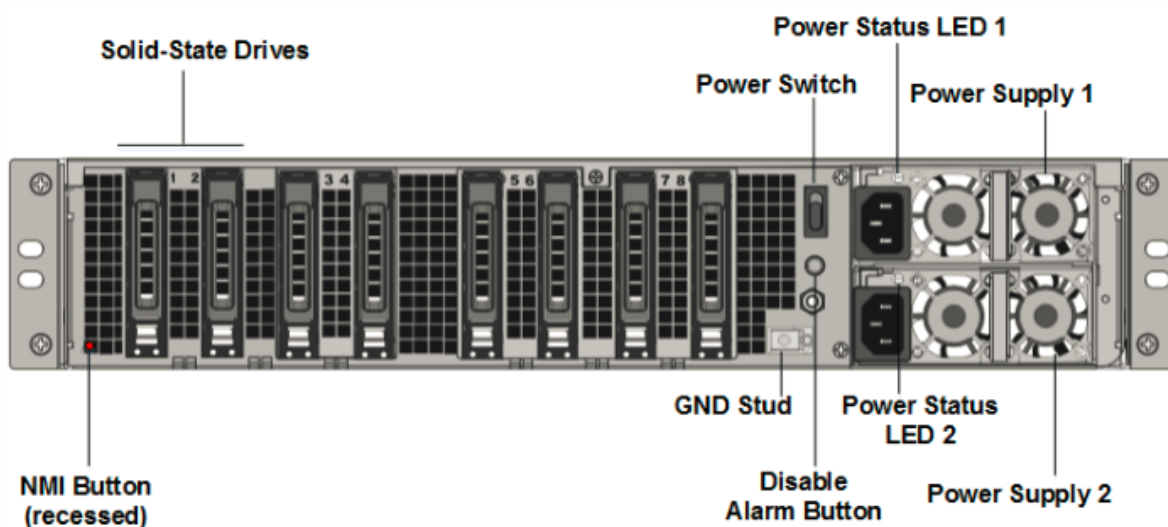 Power Status LED 1
Solid-State Drives
Power Switch
Power Supply 1
1 2
3 4
5 6
7 8
GND Stud
Power Status
LED 2
NMI Button
(recessed)
Disable
Alarm Button
Power Supply 2